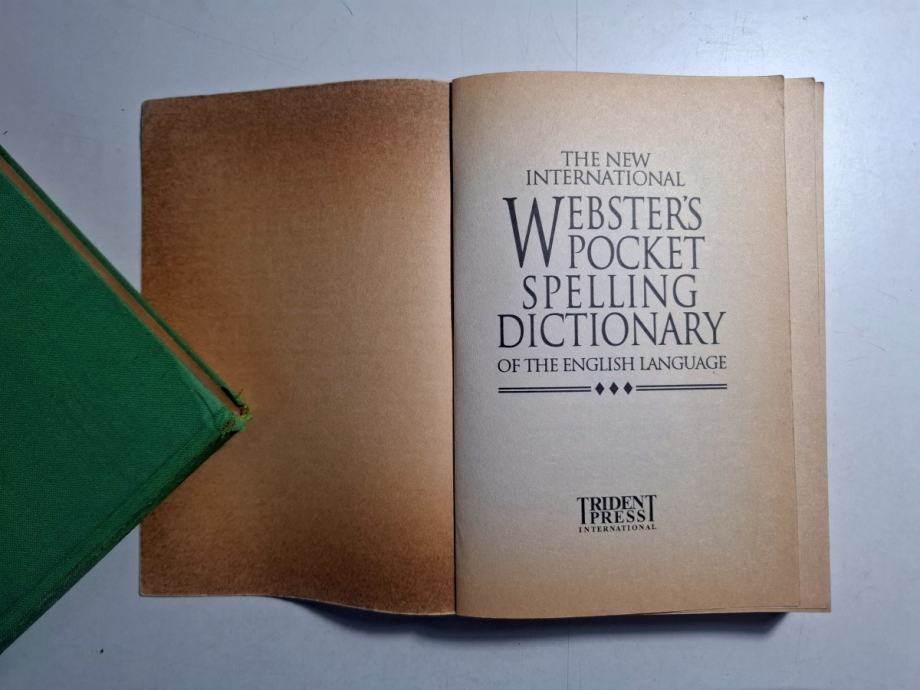 THE NEW
INTERNATIONAL
WEBSTER'S
POCKET
SPELLING
DICTIONARY
OF THE ENGLISH LANGUAGE
TRIDENT
PRESS
INTERNATIONAL